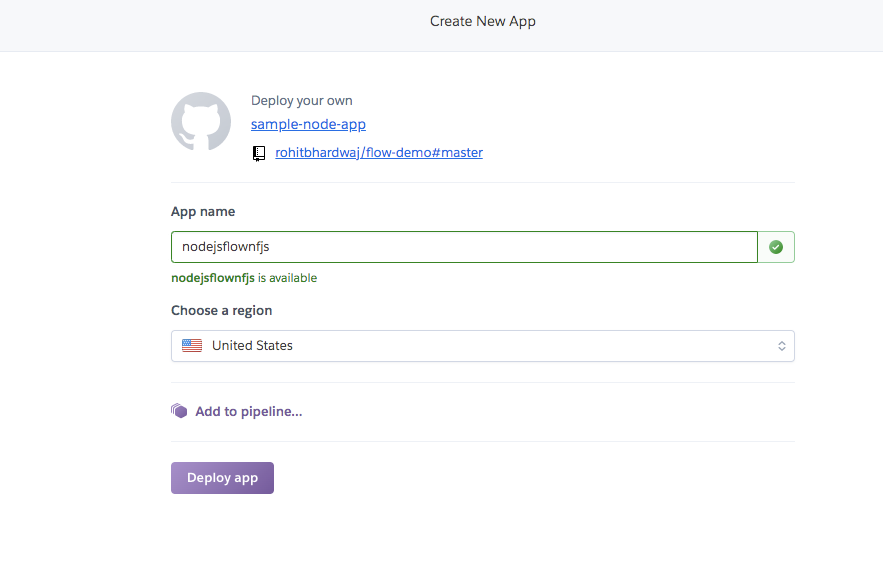 Create New App
Deploy your own
sample-node-app
rohitbhardwaj/flow-demo#master
App name
nodejsflownfjs
nodejsflownfjs is available
Choose a region
United States
Add to pipeline...
Deploy app